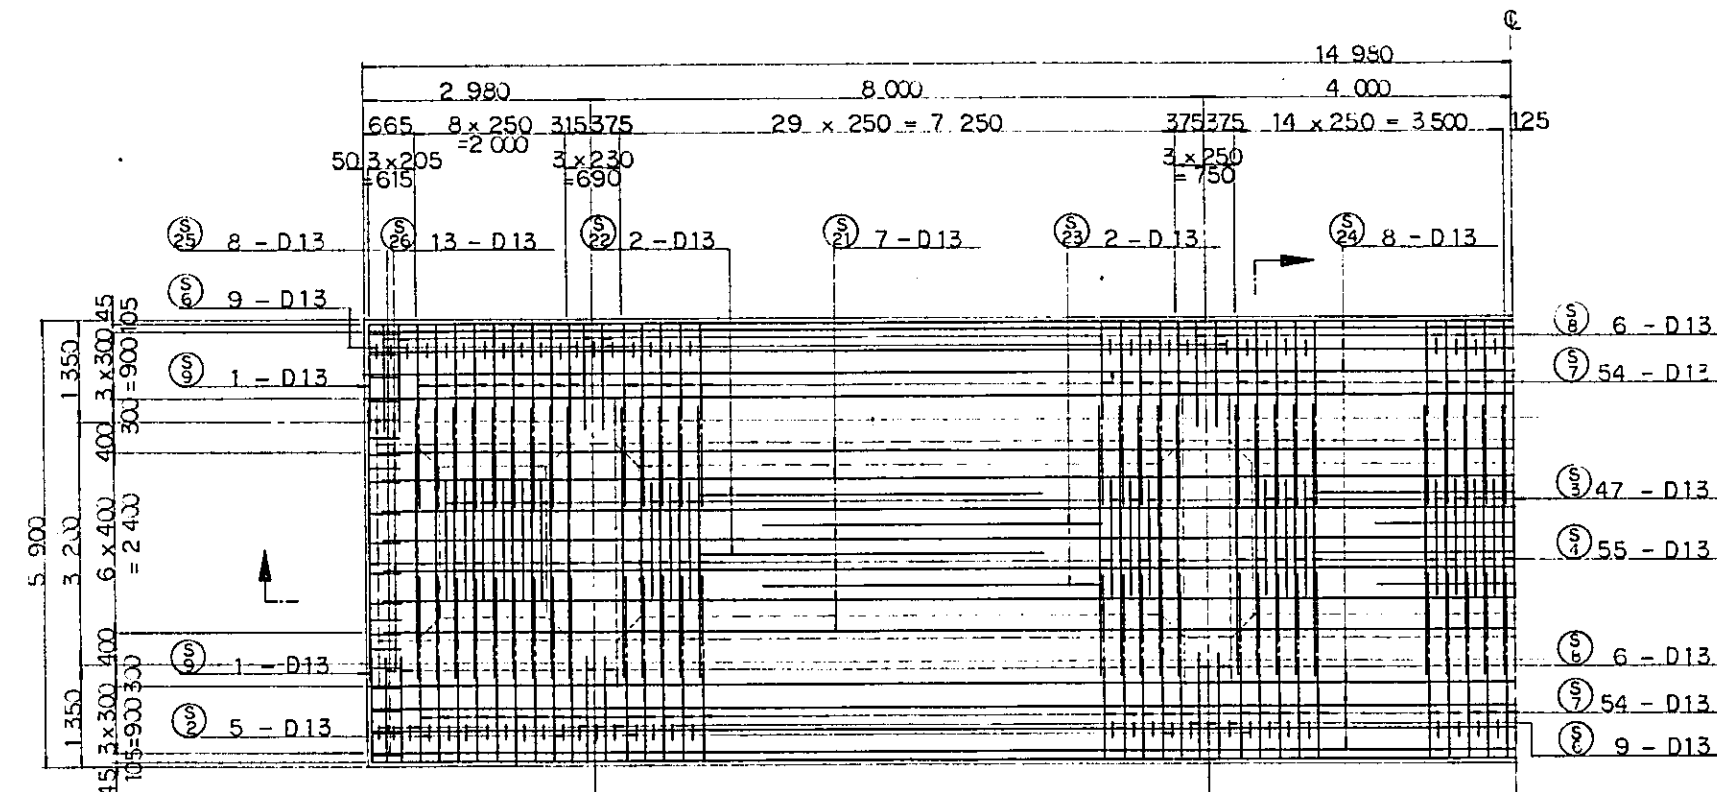 ℄
14 980
2 980 8 000 4 000
665 8 x 250 =2 000 315 375 29 x 250 = 7 250 375 375 14 x 250 = 3 500 125
50 3 x 205 =615 3 x 230 =690 3 x 250 = 750
S 25 8 - D13
S 26 13 - D13
S 22 2 - D13
S 21 7 - D13
S 23 2 - D13
S 24 8 - D13
S 6 9 - D13
S 9 1 - D13
S 8 6 - D13
S 7 54 - D13
S 3 47 - D13
S 4 55 - D13
S 1 - D13
S 2 5 - D13
S 6 - D13
S 7 54 - D13
S 9 - D13
5 900
1 350
3 200
1 350
45
105
3 x 300 =900
300
400
6 x 400 = 2 400
400
300
3 x 300 =900
105
45